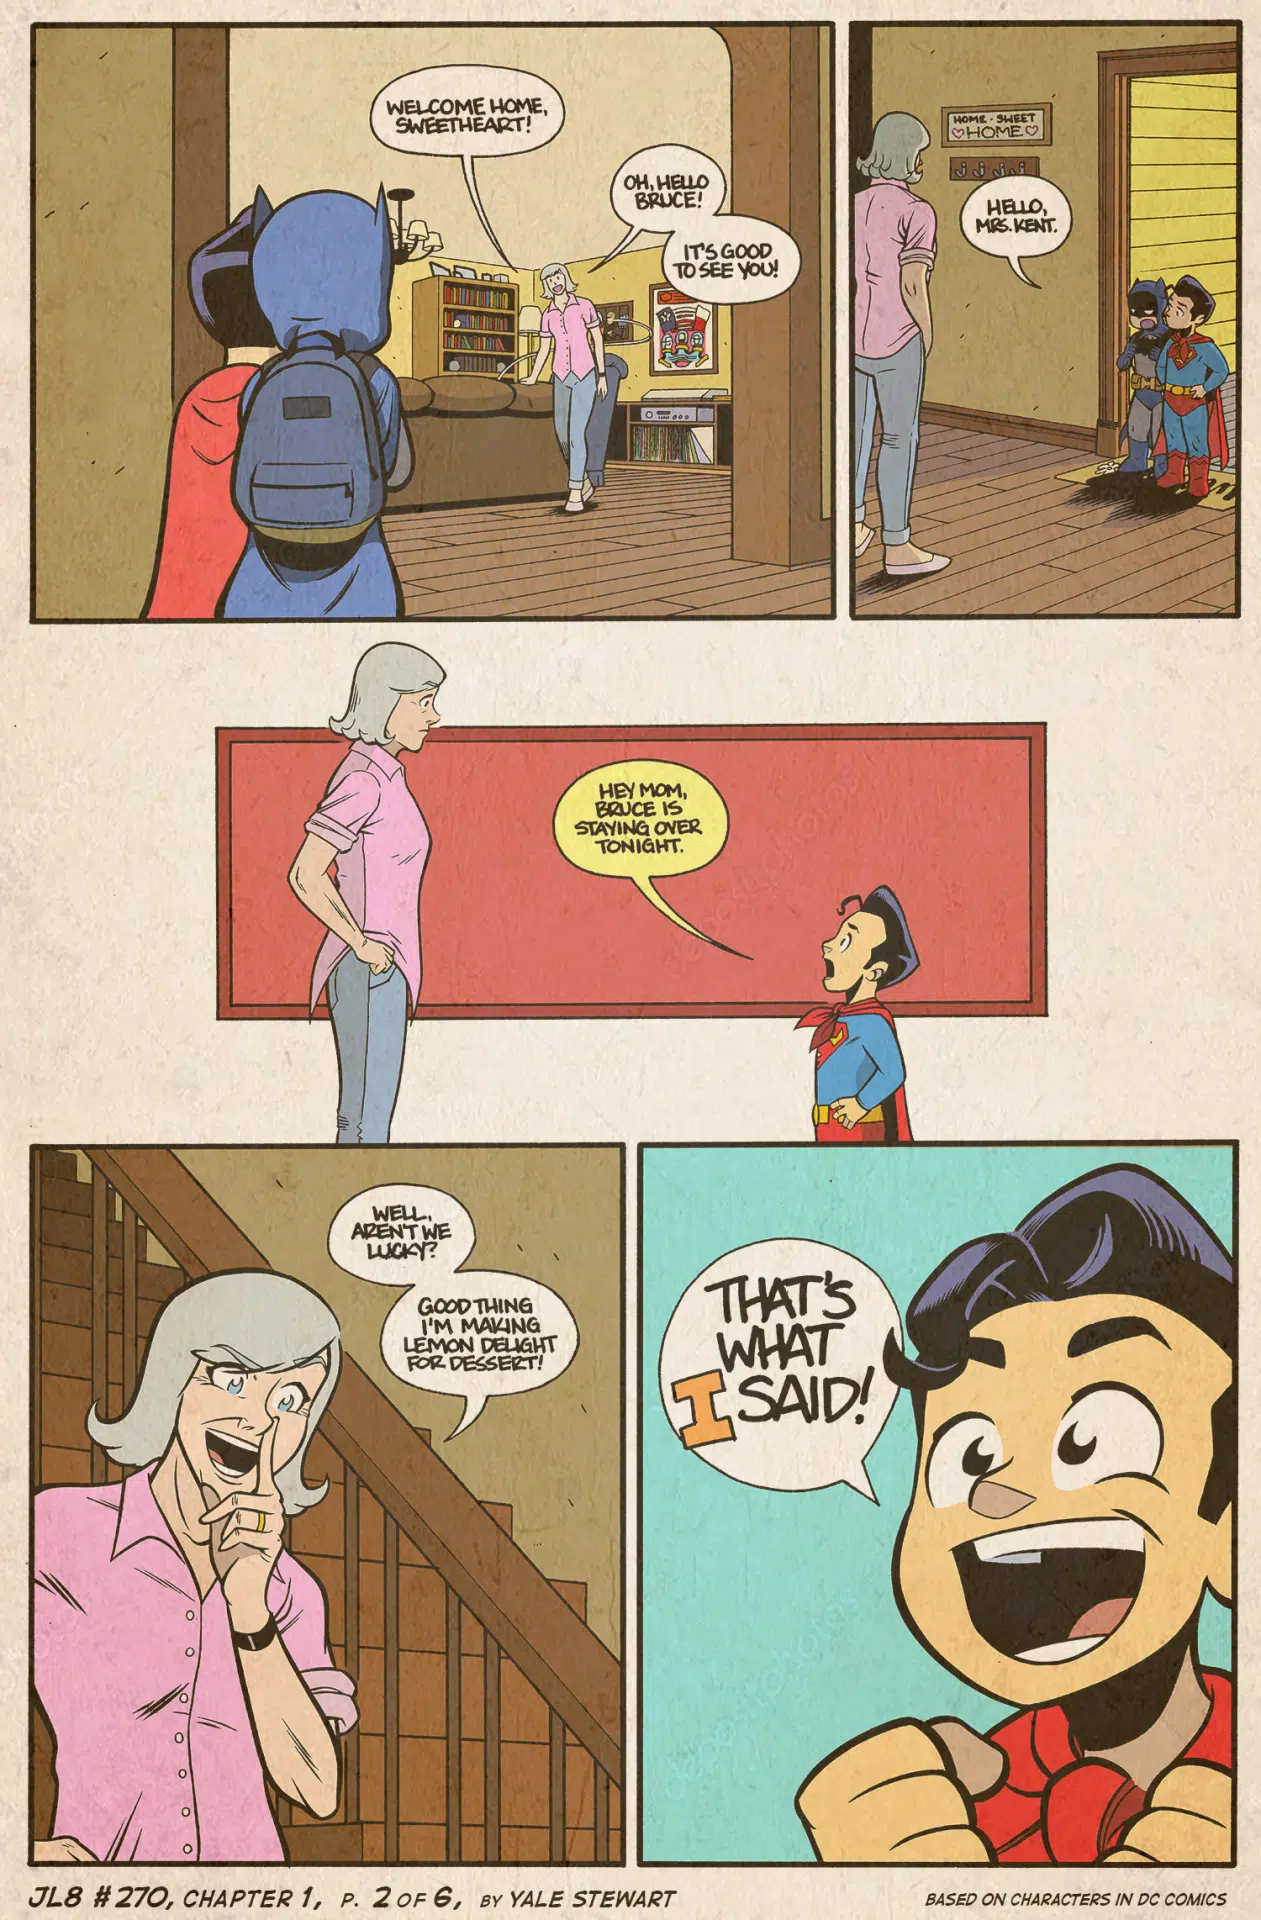 WELCOME HOME,
SWEETHEART!
OH, HELLO
BRUCE!
IT'S GOOD
TO SEE YOU!
HOME · SWEET
HOME
HELLO,
MRS. KENT.
HEY MOM,
BRUCE IS
STAYING OVER
TONIGHT.
WELL,
AREN'T WE
LUCKY?
GOOD THING
I'M MAKING
LEMON DELIGHT
FOR DESSERT!
THAT'S
WHAT
I SAID!
JL8 #270, CHAPTER 1, P. 2 OF 6, BY YALE STEWART
BASED ON CHARACTERS IN DC COMICS